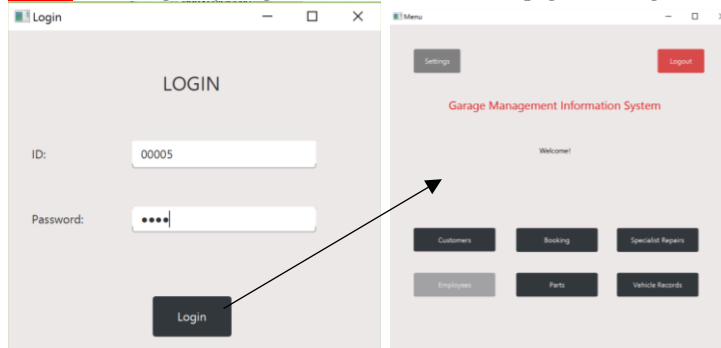 Login
LOGIN
ID:
00005
Password:
Login
Menu
Settings
Logout
Garage Management Information System
Welcome!
Customers
Booking
Specialist Repairs
Employees
Parts
Vehicle Records